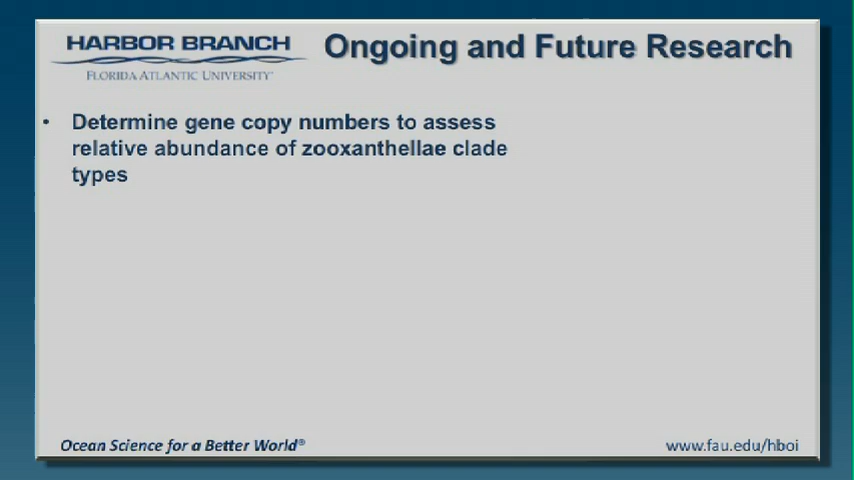 HARBOR BRANCH
FLORIDA ATLANTIC UNIVERSITY
Ongoing and Future Research
• Determine gene copy numbers to assess
relative abundance of zooxanthellae clade
types
Ocean Science for a Better World®
www.fau.edu/hboi